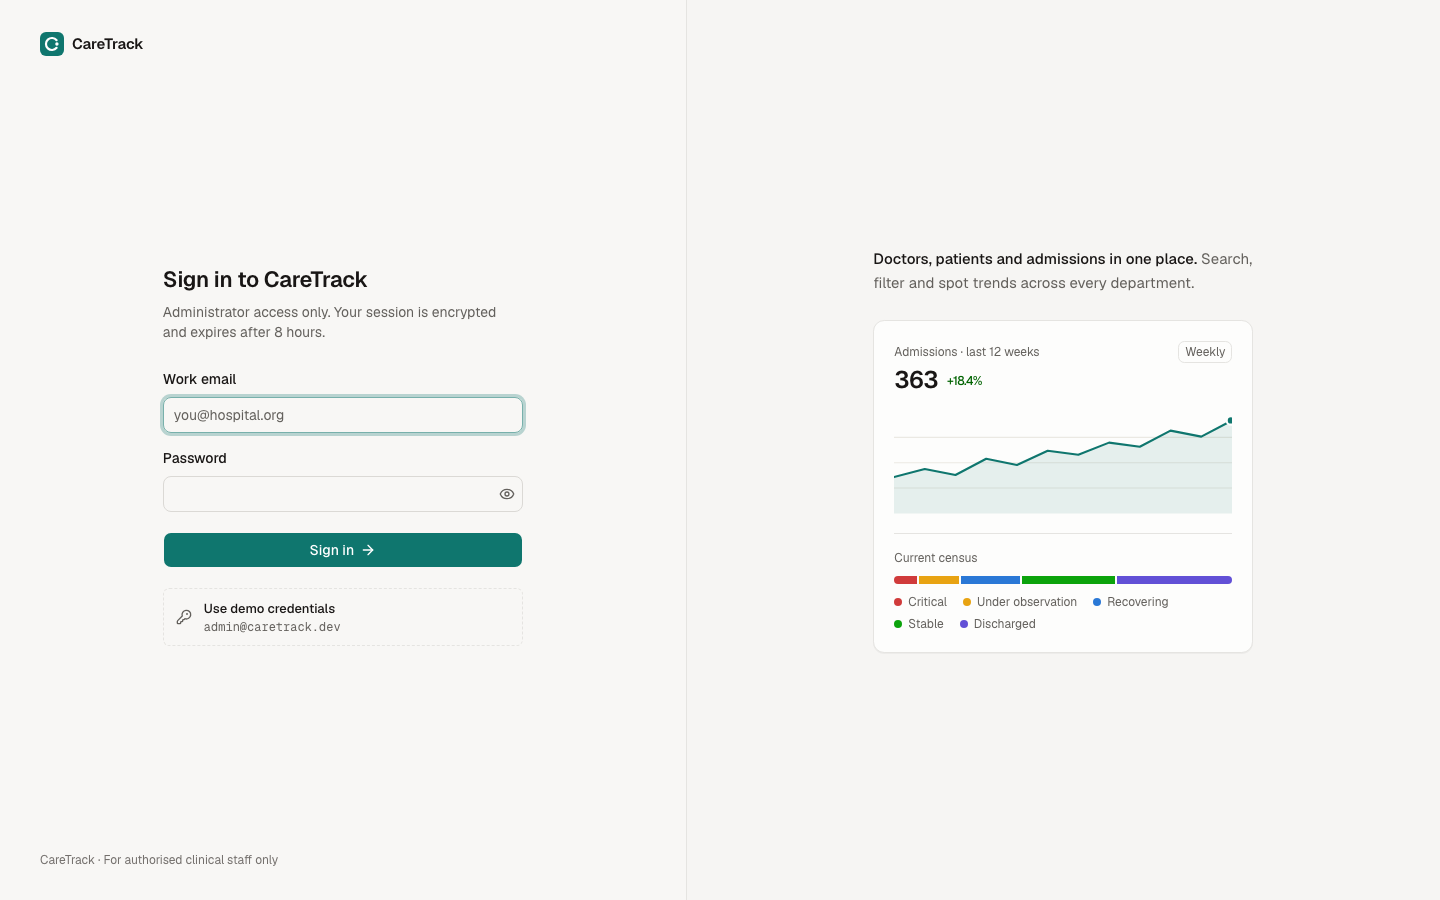 CareTrack
Sign in to CareTrack
Administrator access only. Your session is encrypted
and expires after 8 hours.
Work email
you@hospital.org
Password
Sign in
Use demo credentials
admin@caretrack.dev
CareTrack · For authorised clinical staff only
Doctors, patients and admissions in one place. Search,
filter and spot trends across every department.
Admissions · last 12 weeks
Weekly
363 +18.4%
Current census
Critical Under observation Recovering
Stable Discharged